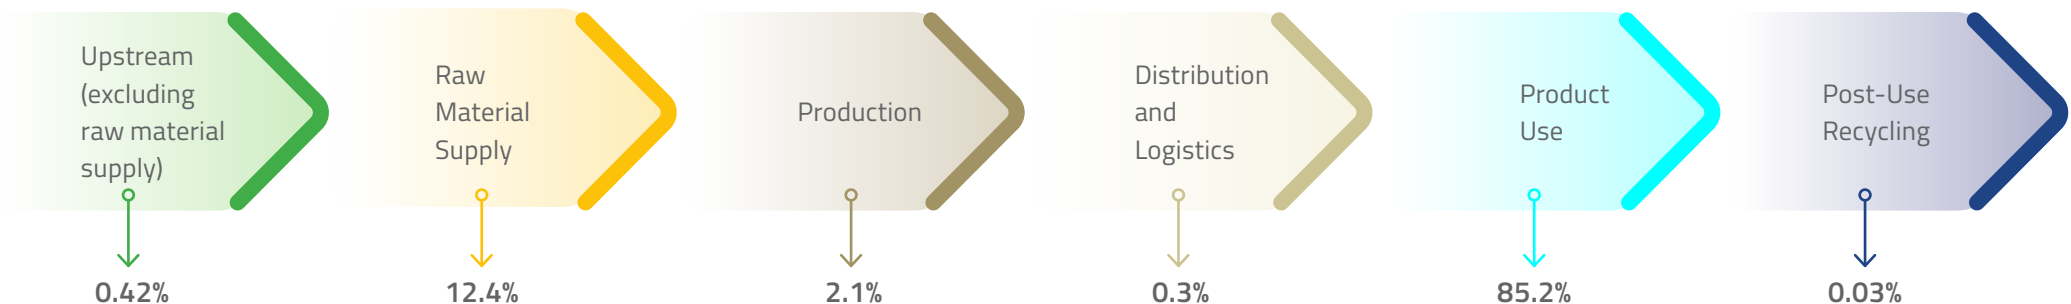 Upstream
(excluding
raw material
supply)
0.42%
Raw
Material
Supply
12.4%
Production
2.1%
Distribution
and
Logistics
0.3%
Product
Use
85.2%
Post-Use
Recycling
0.03%